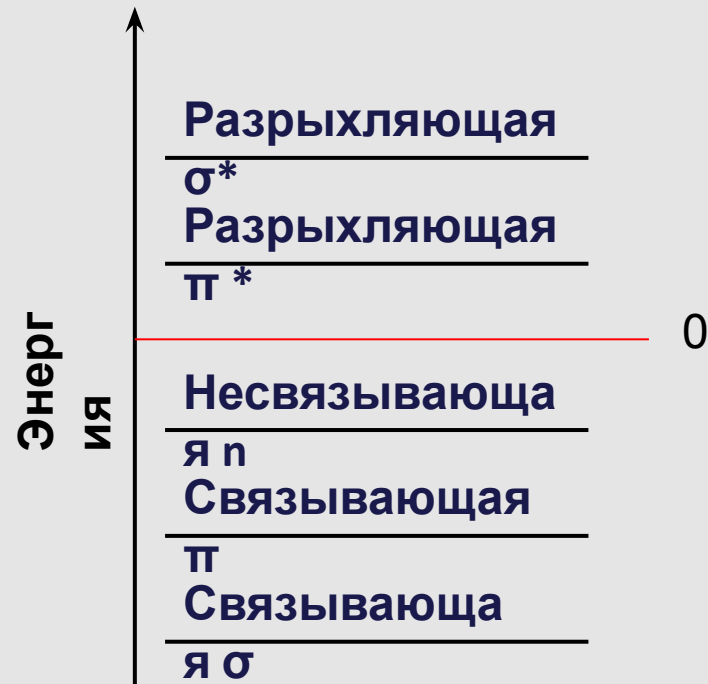 Разрыхляющая
σ*
Разрыхляющая
π *
0
Энерг
ия
Несвязывающа
я n
Связывающая
π
Связывающа
я σ